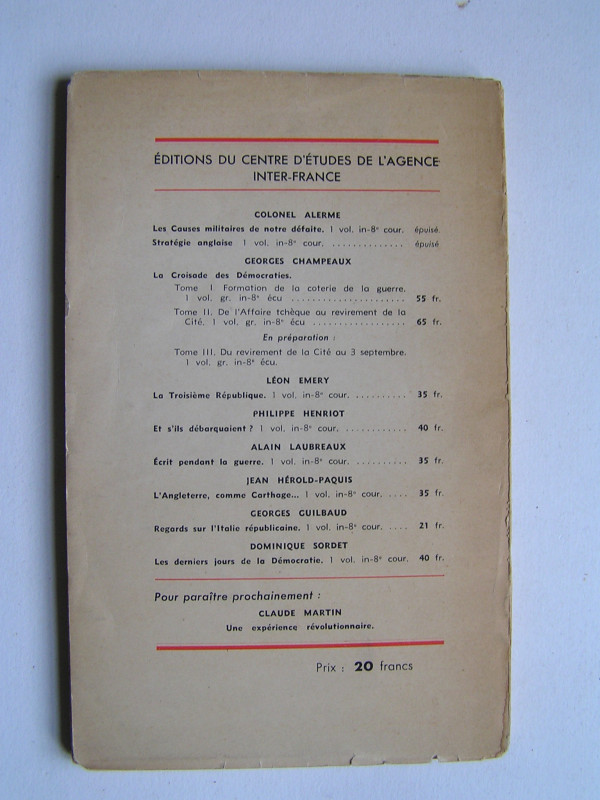 ÉDITIONS DU CENTRE D'ÉTUDES DE L'AGENCE
INTER-FRANCE
COLONEL ALERME
Les Causes militaires de notre défaite. 1 vol. in-8° cour. épuisé.
Stratégie anglaise 1 vol. in-8° cour. .............. épuisé
GEORGES CHAMPEAUX
La Croisade des Démocraties.
Tome I Formation de la coterie de la guerre.
1 vol. gr. in-8° écu ...................... 55 fr.
Tome II. De l'Affaire tchèque au revirement de la
Cité. 1 vol. gr. in-8° écu .................. 65 fr.
En préparation :
Tome III. Du revirement de la Cité au 3 septembre.
1 vol. gr. in-8° écu.
LÉON EMERY
La Troisième République. 1 vol. in-8° cour. .......... 35 fr.
PHILIPPE HENRIOT
Et s'ils débarquaient ? 1 vol. in-8° cour. ............ 40 fr.
ALAIN LAUBREAUX
Écrit pendant la guerre. 1 vol. in-8° cour. .......... 35 fr.
JEAN HÉROLD-PAQUIS
L'Angleterre, comme Carthage... 1 vol. in-8° cour. .... 35 fr.
GEORGES GUILBAUD
Regards sur l'Italie républicaine. 1 vol. in-8° cour. .... 21 fr.
DOMINIQUE SORDET
Les derniers jours de la Démocratie. 1 vol. in-8° cour. 40 fr.
Pour paraître prochainement :
CLAUDE MARTIN
Une expérience révolutionnaire.
Prix : 20 francs